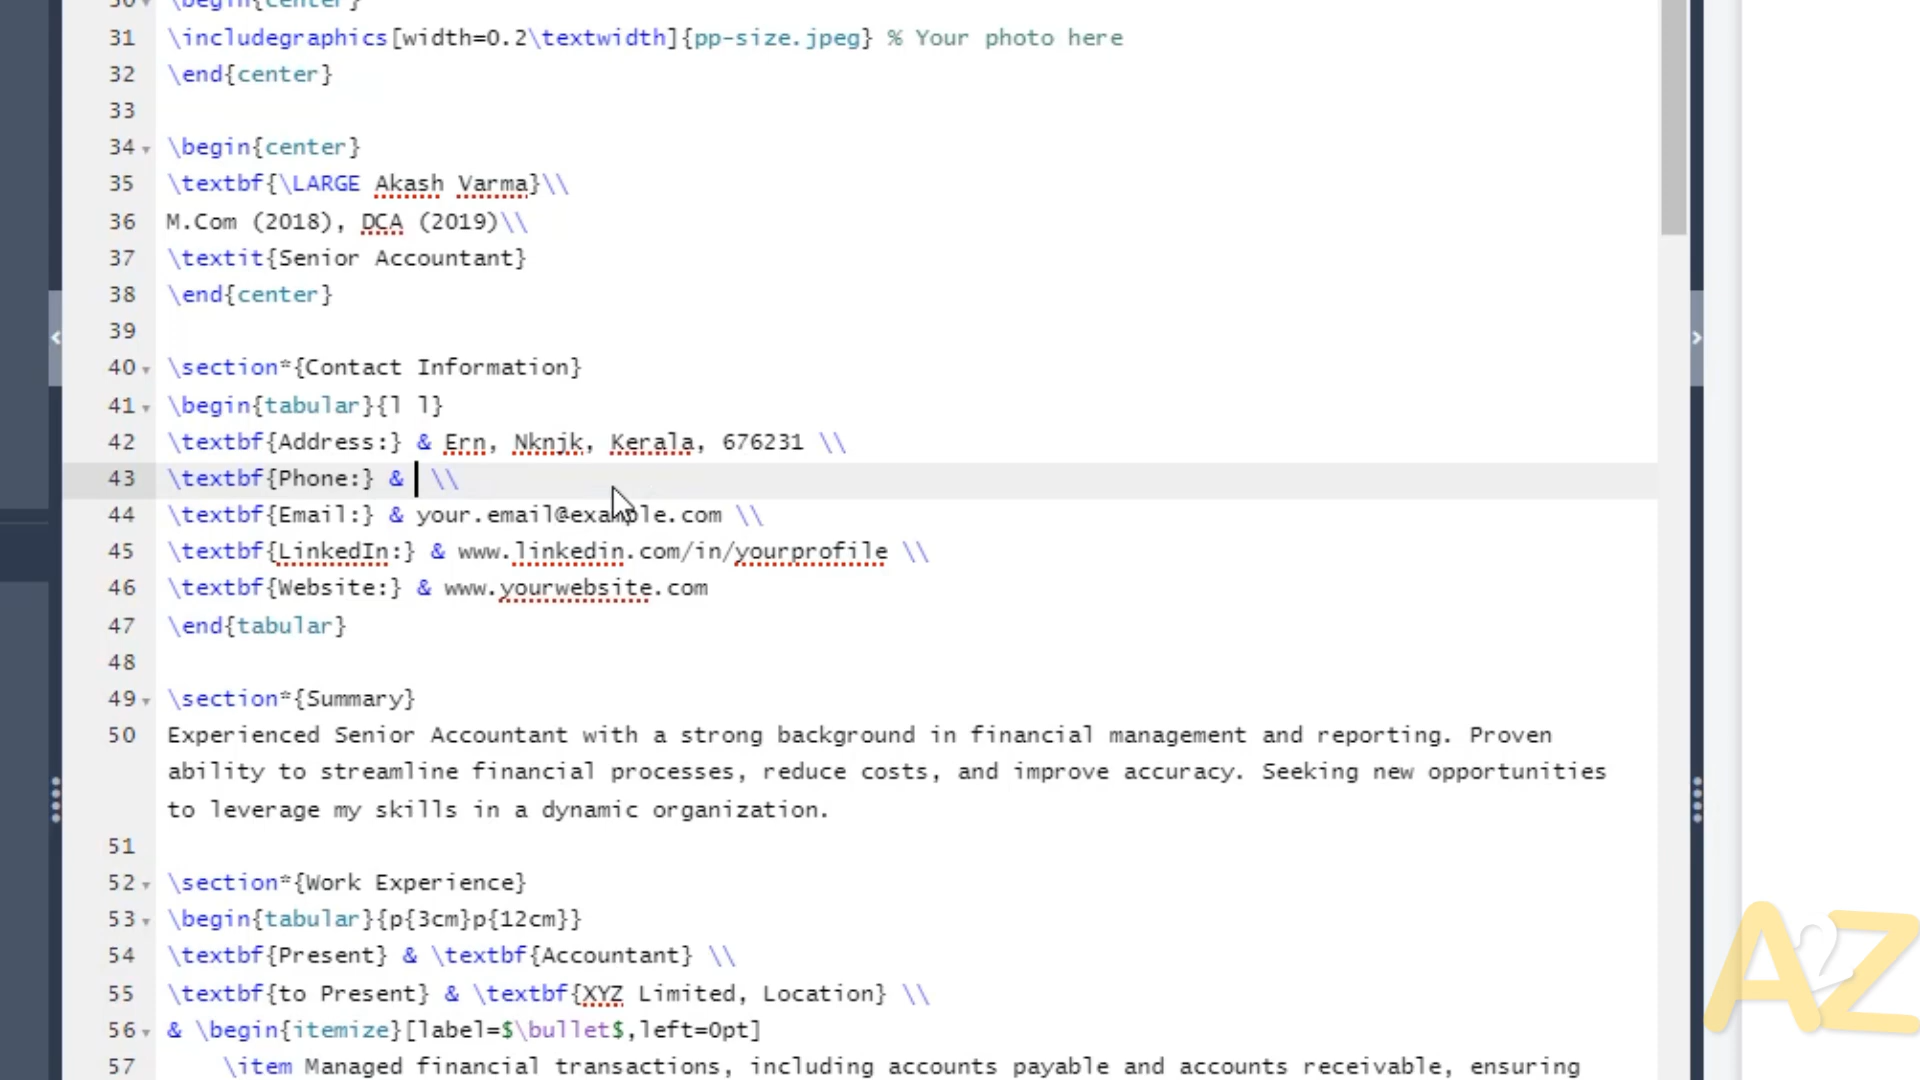 30 \begin{center}
31 \includegraphics[width=0.2\textwidth]{pp-size.jpeg} % Your photo here
32 \end{center}
33
34 \begin{center}
35 \textbf{\LARGE Akash Varma}\\
36 M.Com (2018), DCA (2019)\\
37 \textit{Senior Accountant}
38 \end{center}
39
40 \section*{Contact Information}
41 \begin{tabular}{l l}
42 \textbf{Address:} & Ern, Nknjk, Kerala, 676231 \\
43 \textbf{Phone:} &  \\
44 \textbf{Email:} & your.email@example.com \\
45 \textbf{LinkedIn:} & www.linkedin.com/in/yourprofile \\
46 \textbf{Website:} & www.yourwebsite.com
47 \end{tabular}
48
49 \section*{Summary}
50 Experienced Senior Accountant with a strong background in financial management and reporting. Proven
ability to streamline financial processes, reduce costs, and improve accuracy. Seeking new opportunities
to leverage my skills in a dynamic organization.
51
52 \section*{Work Experience}
53 \begin{tabular}{p{3cm}p{12cm}}
54 \textbf{Present} & \textbf{Accountant} \\
55 \textbf{to Present} & \textbf{XYZ Limited, Location} \\
56 & \begin{itemize}[label=$\bullet$,left=0pt]
57 \item Managed financial transactions, including accounts payable and accounts receivable, ensuring
A2Z